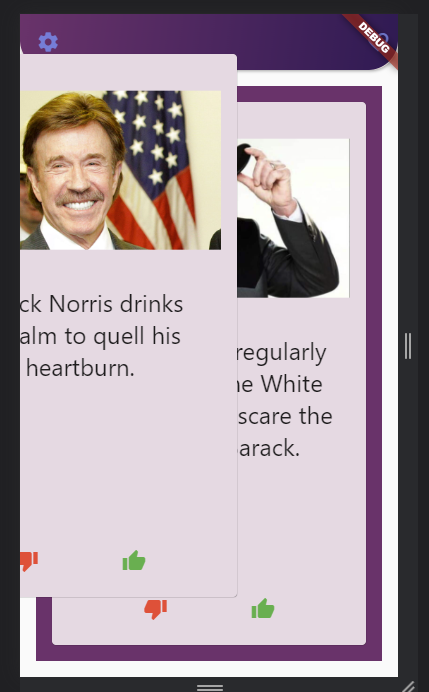 DEBUG
ck Norris drinks
alm to quell his
heartburn.
regularly
ne White
scare the
arack.